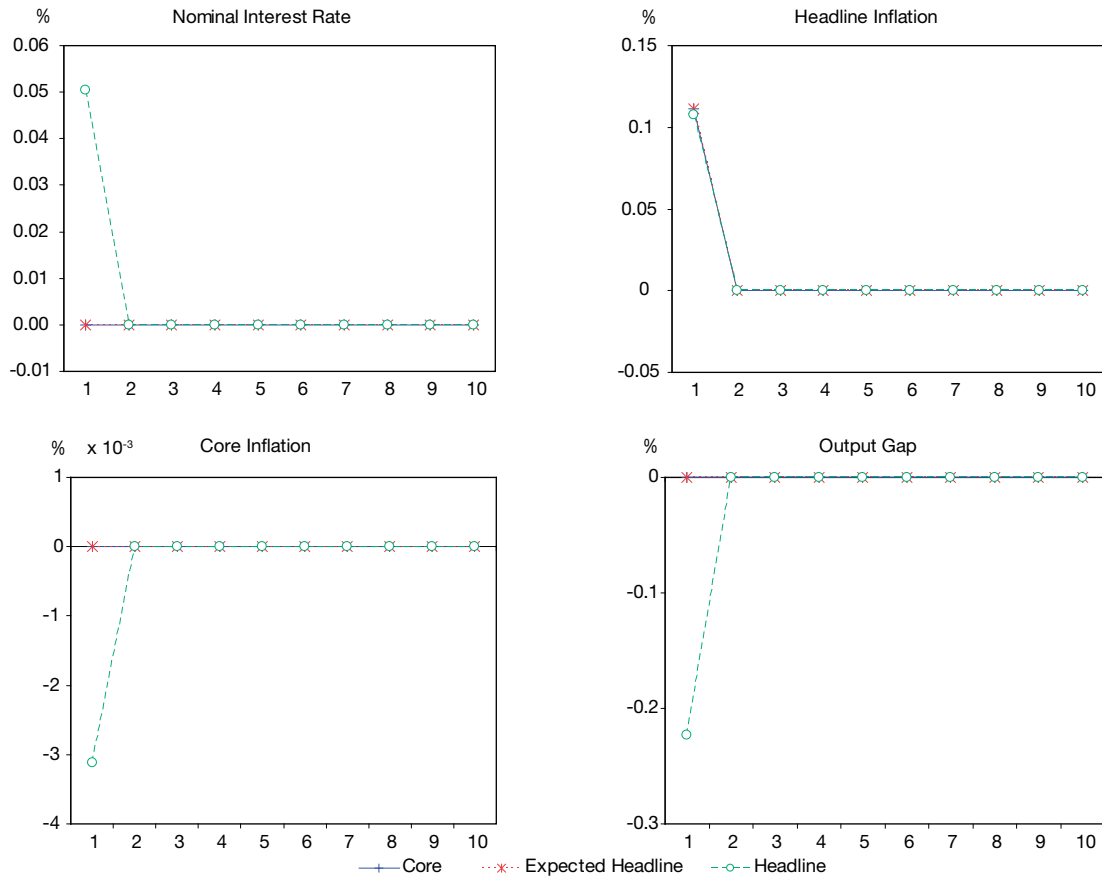 % Nominal Interest Rate
0.06
0.05
0.04
0.03
0.02
0.01
0.00
-0.01
1 2 3 4 5 6 7 8 9 10
% Headline Inflation
0.15
0.1
0.05
0
-0.05
1 2 3 4 5 6 7 8 9 10
% x 10-3 Core Inflation
1
0
-1
-2
-3
-4
1 2 3 4 5 6 7 8 9 10
% Output Gap
0
-0.1
-0.2
-0.3
1 2 3 4 5 6 7 8 9 10
Core Expected Headline Headline